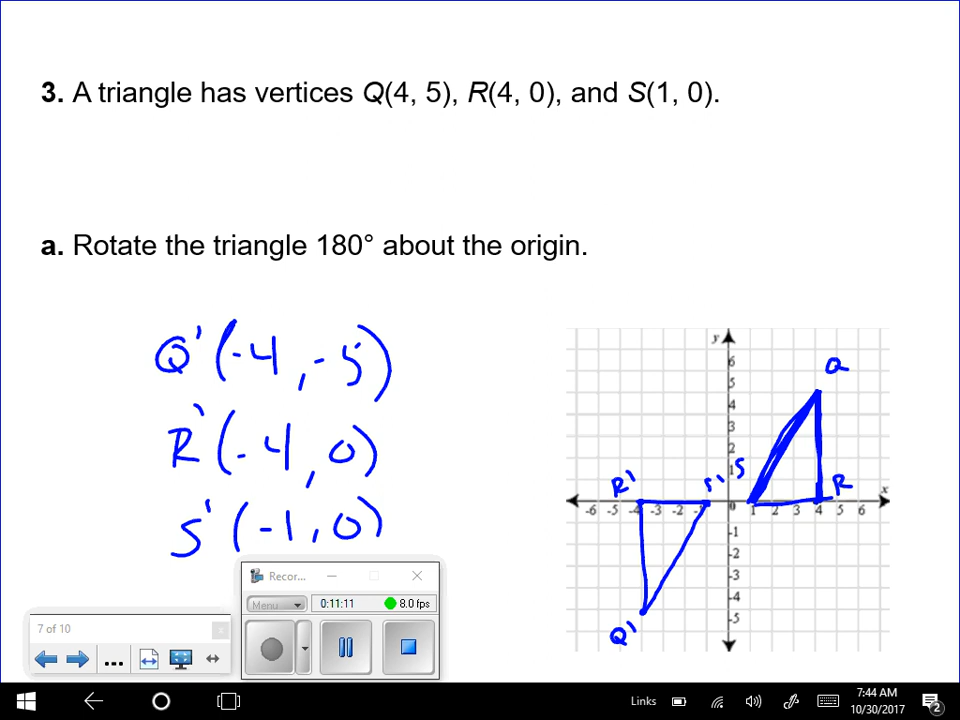 3. A triangle has vertices Q(4, 5), R(4, 0), and S(1, 0).
a. Rotate the triangle 180° about the origin.
Q'(-4, -5)
R'(-4, 0)
S'(-1, 0)
y
6
5
4
3
2
1
Q
R'
S
R
x
-6 -5 -4 -3 -2 0 1 2 3 4 5 6
-1
-2
-3
-4
-5
Q'
Recor...
Menu
0:11:11
8.0 fps
7 of 10
Links
7:44 AM
10/30/2017
2